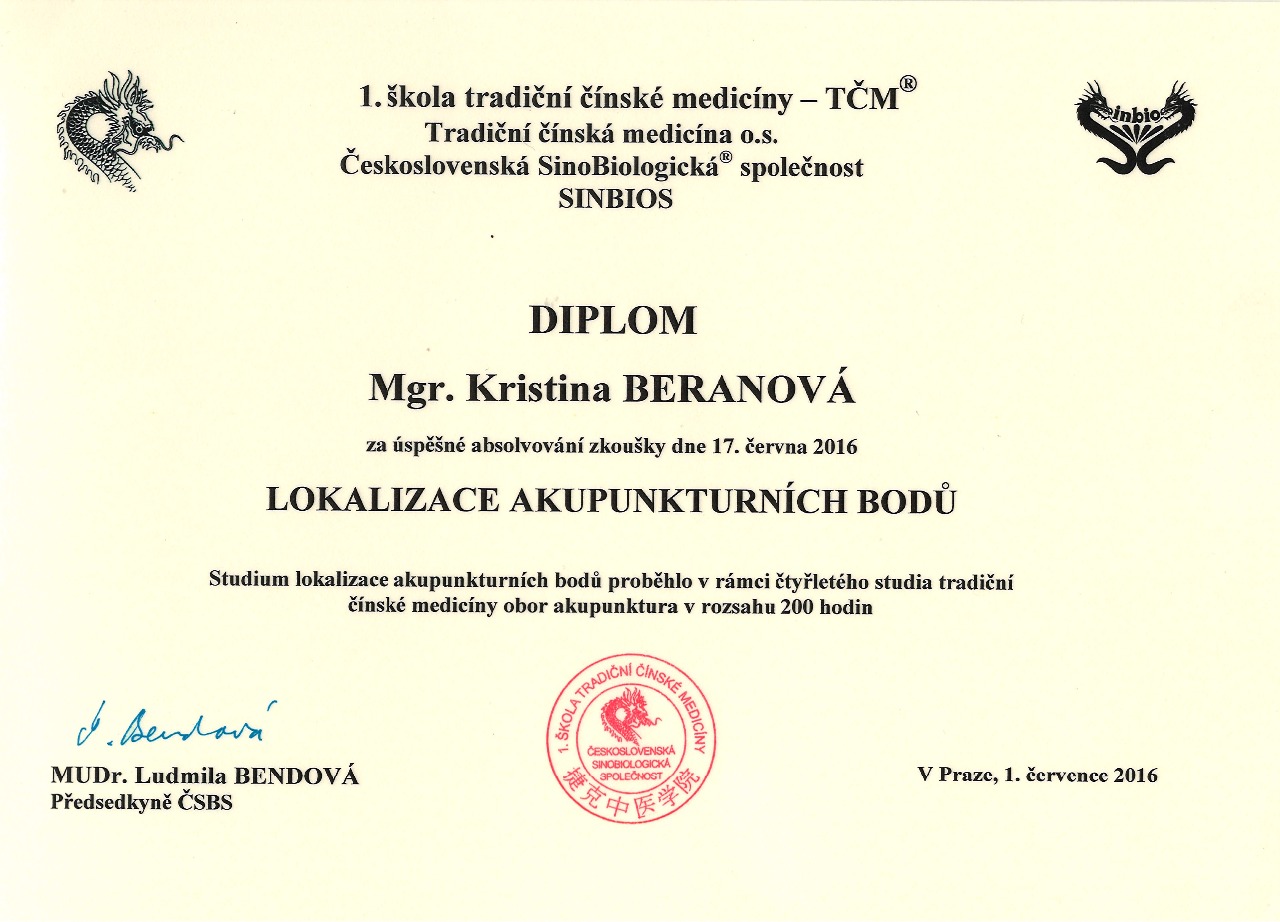 1. škola tradiční čínské medicíny – TČM®
Tradiční čínská medicína o.s.
Československá SinoBiologická® společnost
SINBIOS
inbio
DIPLOM
Mgr. Kristina BERANOVÁ
za úspěšné absolvování zkoušky dne 17. června 2016
LOKALIZACE AKUPUNKTURNÍCH BODŮ
Studium lokalizace akupunkturních bodů proběhlo v rámci čtyřletého studia tradiční
čínské medicíny obor akupunktura v rozsahu 200 hodin
1. ŠKOLA TRADIČNÍ ČÍNSKÉ MEDICÍNY
ČESKOSLOVENSKÁ
SINOBIOLOGICKÁ
SPOLEČNOST
捷克中医学院
Bendová
MUDr. Ludmila BENDOVÁ
Předsedkyně ČSBS
V Praze, 1. července 2016